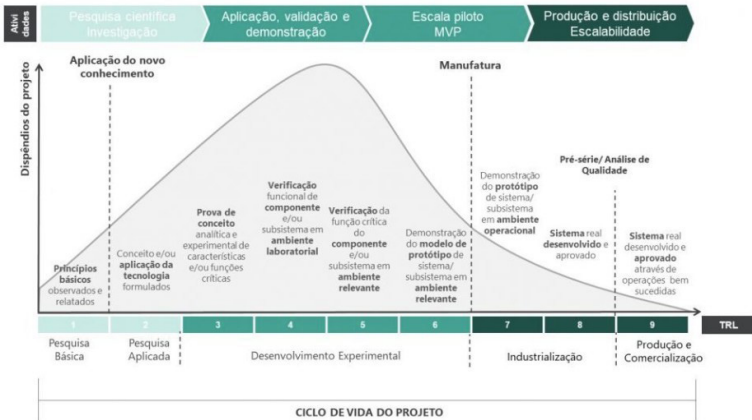 Ativi
dades
Pesquisa científica
Investigação
Aplicação, validação e
demonstração
Escala piloto
MVP
Produção e distribuição
Escalabilidade
Dispêndios do projeto
Aplicação do novo
conhecimento
Manufatura
Pré-série/ Análise de
Qualidade
Princípios
básicos
observados e
relatados
Conceito e/ou
aplicação da
tecnologia
formulados
Prova de
conceito
analítica e
experimental de
características
e/ou funções
críticas
Verificação
funcional de
componente
e/ou
subsistema em
ambiente
laboratorial
Verificação da
função crítica
do
componente
e/ou
subsistema em
ambiente
relevante
Demonstração
do modelo de
protótipo de
sistema/
subsistema em
ambiente
relevante
Demonstração
do protótipo
de sistema/
subsistema
em ambiente
operacional
Sistema real
desenvolvido e
aprovado
Sistema real
desenvolvido e
aprovado
através de
operações bem
sucedidas
1 2 3 4 5 6 7 8 9 TRL
Pesquisa
Básica
Pesquisa
Aplicada
Desenvolvimento Experimental
Industrialização
Produção e
Comercialização
CICLO DE VIDA DO PROJETO